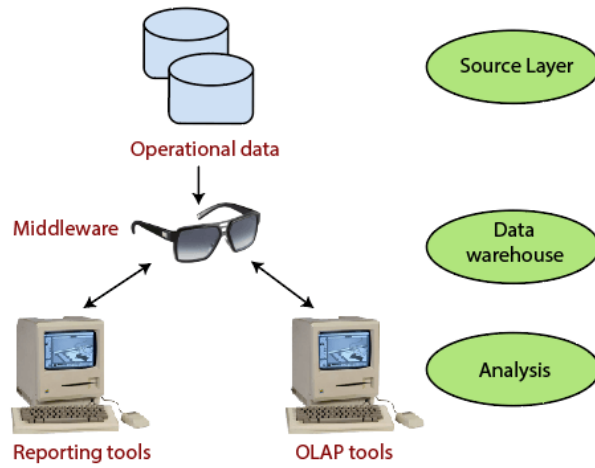 Source Layer
Operational data
Middleware
Data
warehouse
Analysis
Reporting tools
OLAP tools